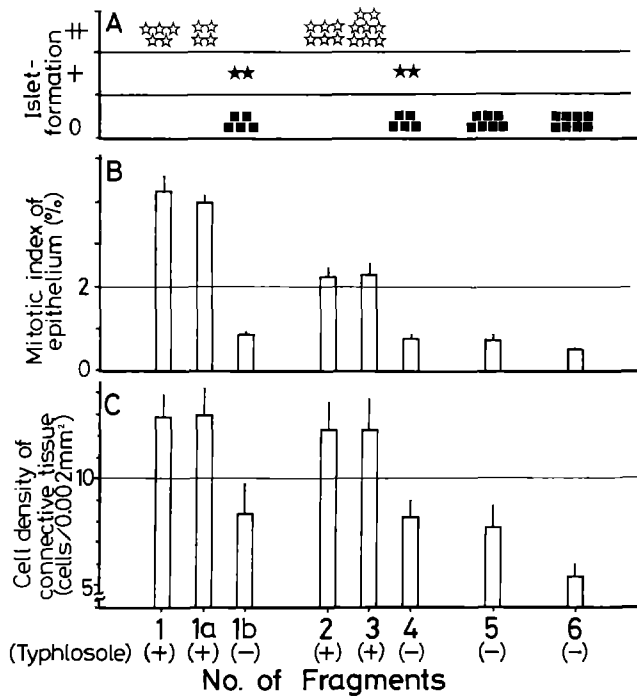 A
Islet-
formation
⧺
+
0
B
Mitotic index of
epithelium (%)
2
0
C
Cell density of
connective tissue
(cells/0.002mm²)
10
5
1 1a 1b 2 3 4 5 6
(Typhlosole) (+) (+) (−) (+) (+) (−) (−) (−)
No. of Fragments